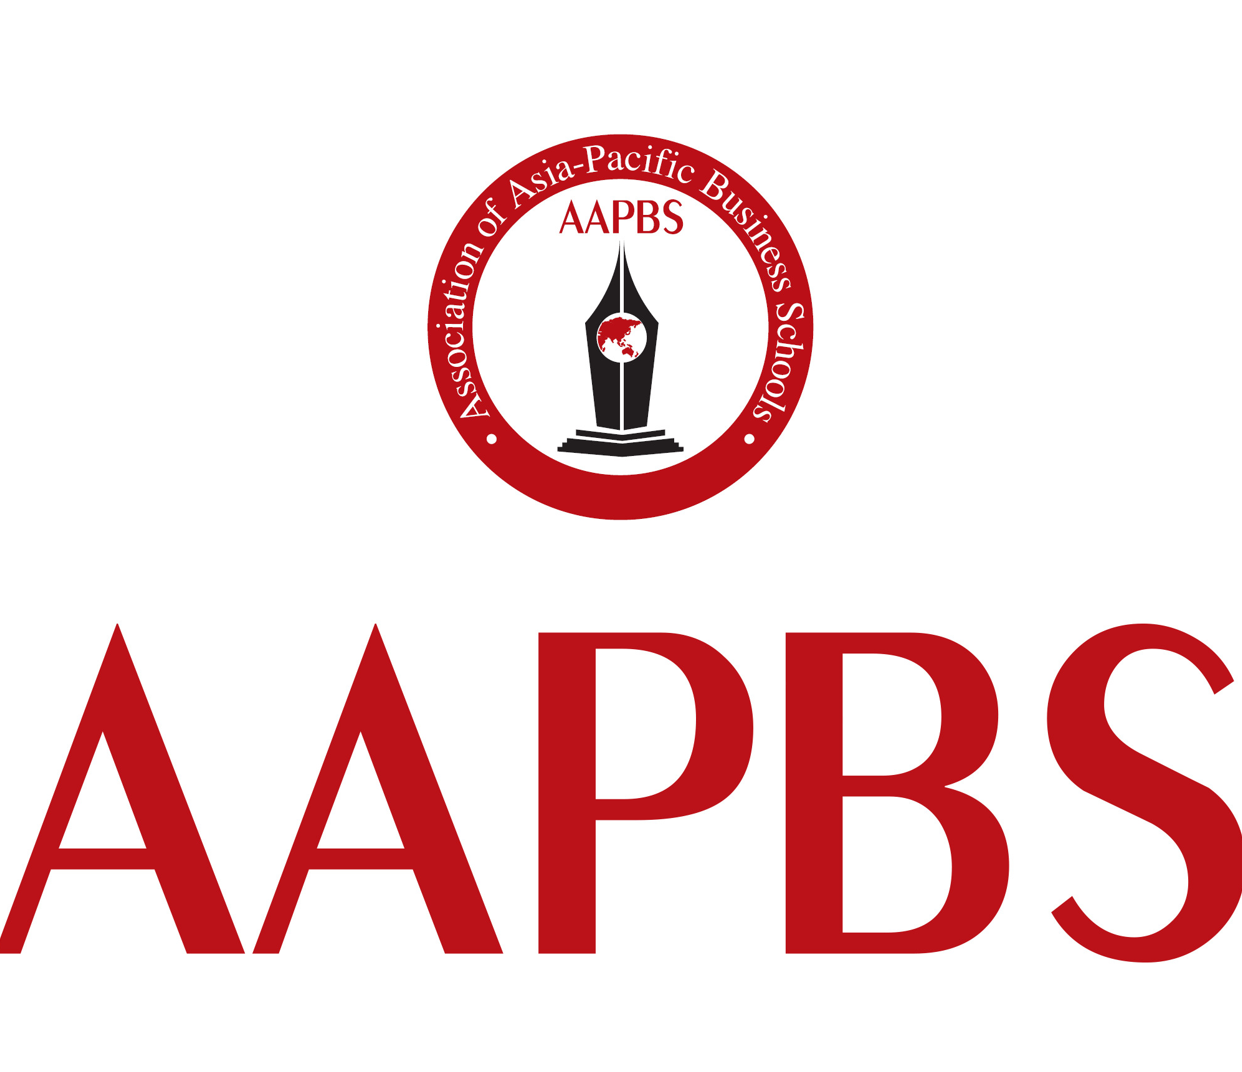 • Association of Asia-Pacific Business Schools •
AAPBS
AAPBS